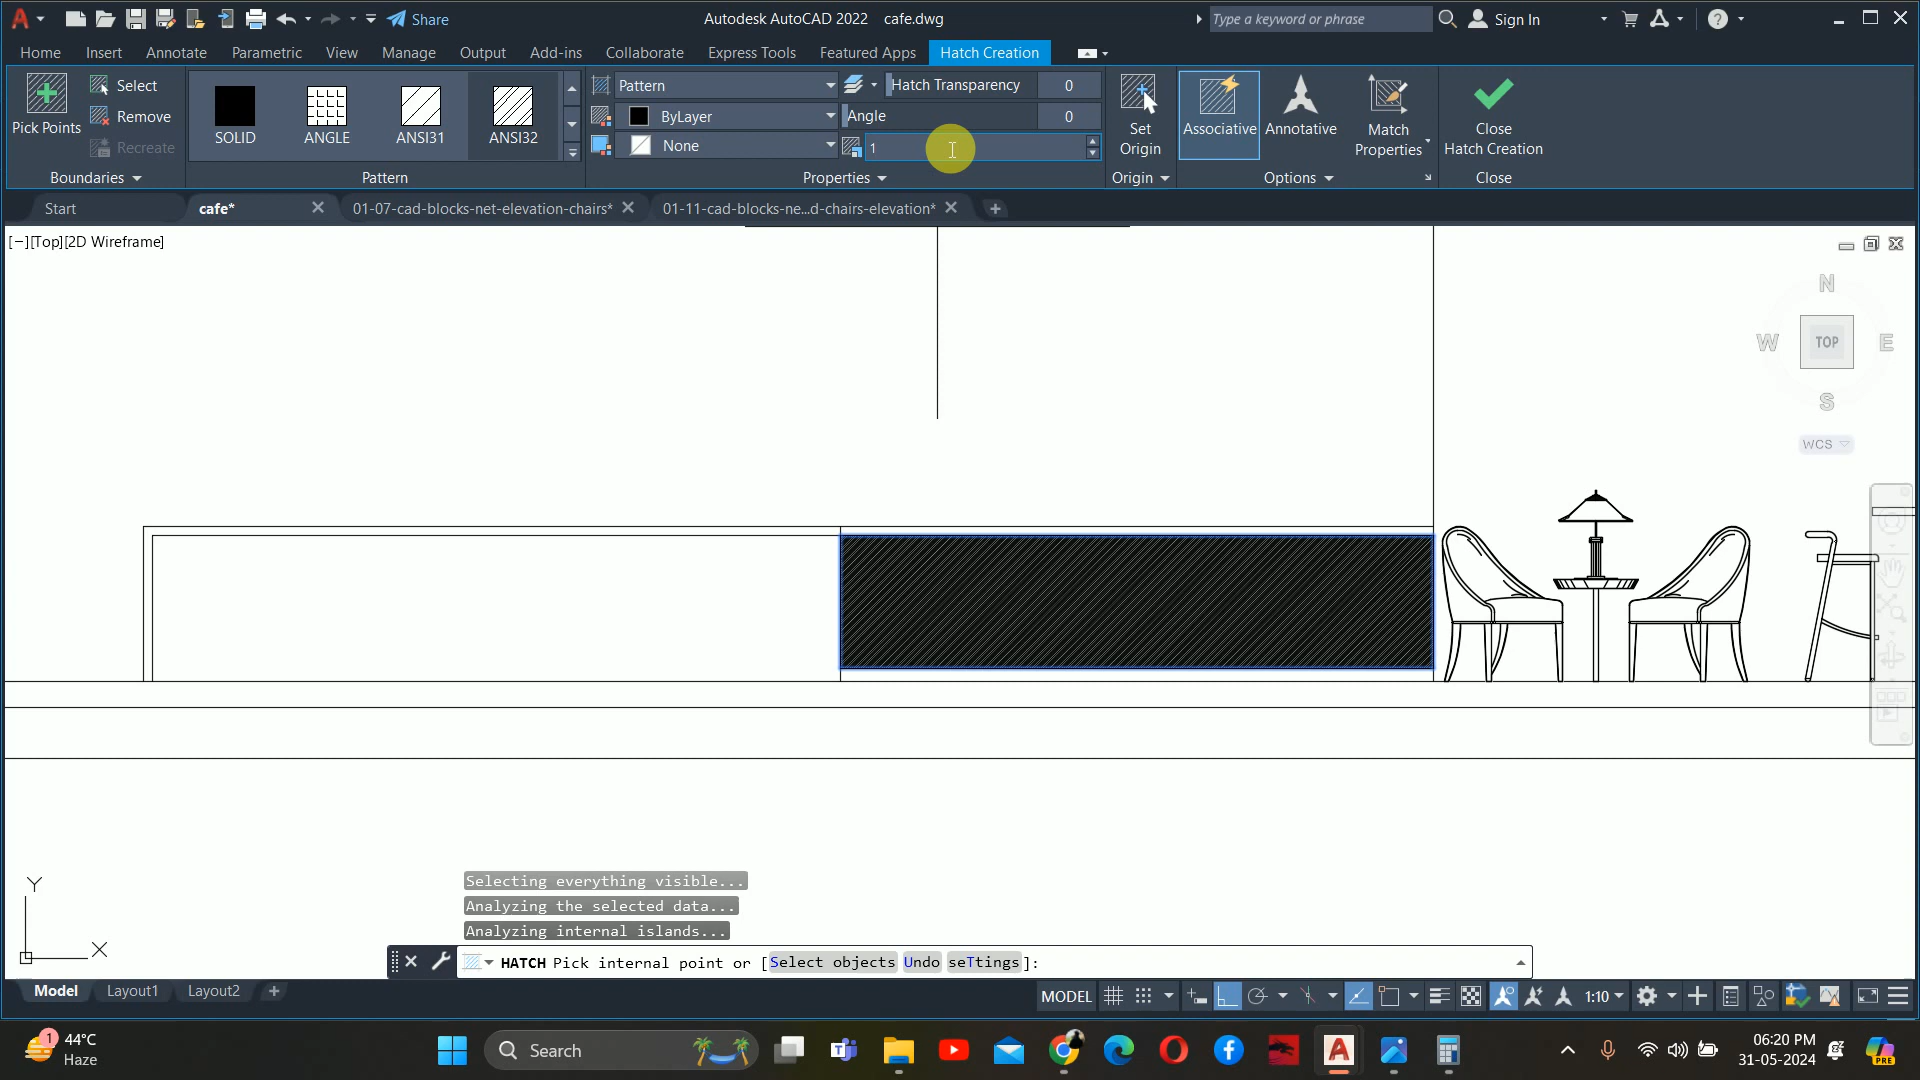 Share
Autodesk AutoCAD 2022 cafe.dwg
Type a keyword or phrase
Sign In
Home Insert Annotate Parametric View Manage Output Add-ins Collaborate Express Tools Featured Apps Hatch Creation
Pick Points
Select
Remove
Recreate
Boundaries
SOLID ANGLE ANSI31 ANSI32
Pattern
Pattern
ByLayer
None
Hatch Transparency 0
Angle 0
1
Properties
Set
Origin
Origin
Associative
Annotative
Match
Properties
Options
Close
Hatch Creation
Close
Start
cafe*
01-07-cad-blocks-net-elevation-chairs*
01-11-cad-blocks-ne...d-chairs-elevation*
[−][Top][2D Wireframe]
N
W TOP E
S
WCS
Y
X
Selecting everything visible...
Analyzing the selected data...
Analyzing internal islands...
HATCH Pick internal point or [Select objects Undo seTtings]:
Model Layout1 Layout2
MODEL
1:10
44°C
Haze
1
Search
06:20 PM
31-05-2024
PRE